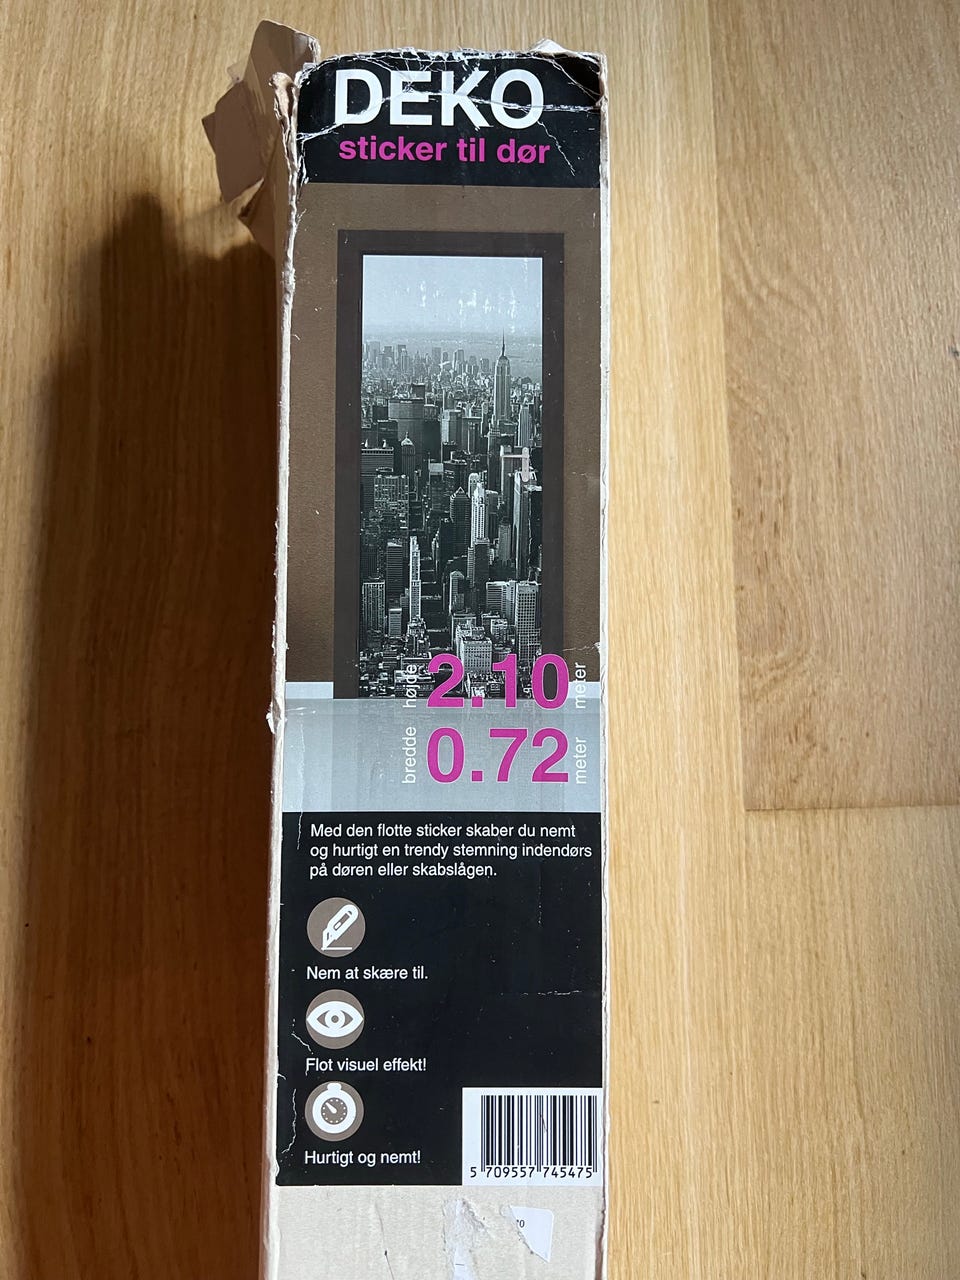 DEKO
sticker til dør
højde 2.10 meter
bredde 0.72 meter
Med den flotte sticker skaber du nemt
og hurtigt en trendy stemning indendørs
på døren eller skabslågen.
Nem at skære til.
Flot visuel effekt!
Hurtigt og nemt!
5 709557 745475